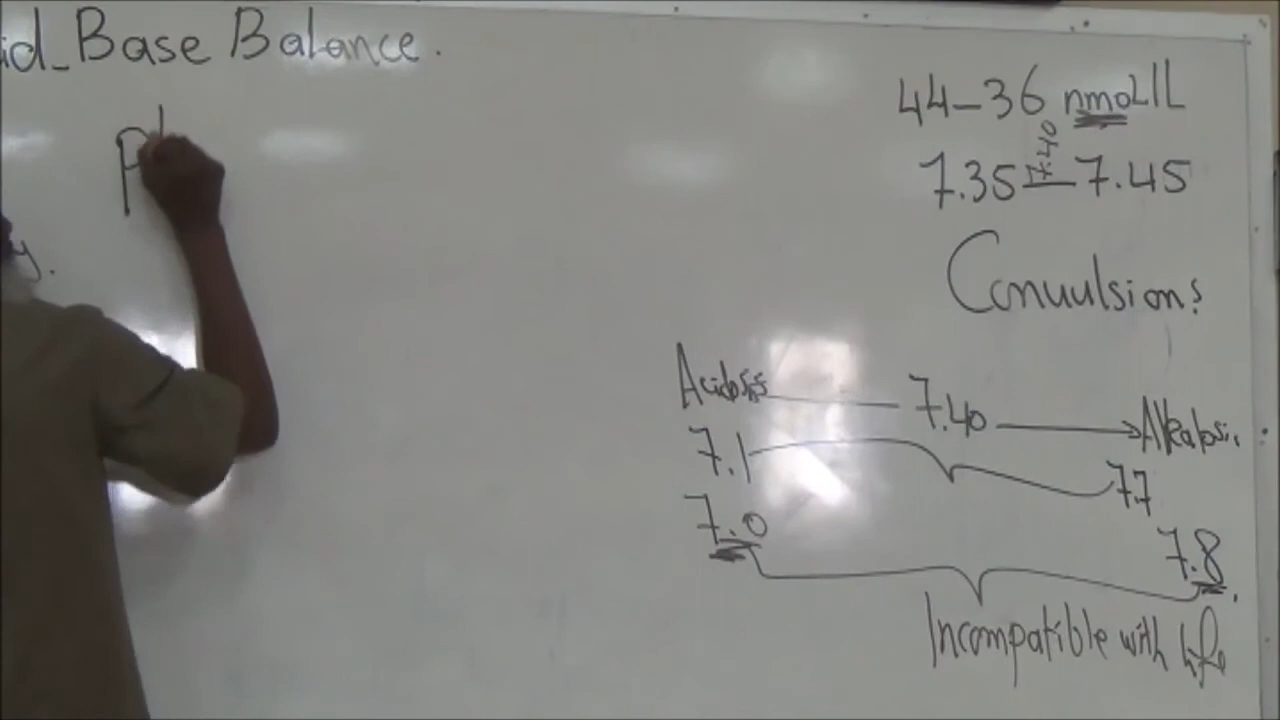 id_Base Balance.
P
y.
44-36 nmol/L
7.40
7.35-7.45
Convulsions
Acidosis 7.40 Alkalosi.
7.1 7.7
7.0 7.8.
Incompatible with life